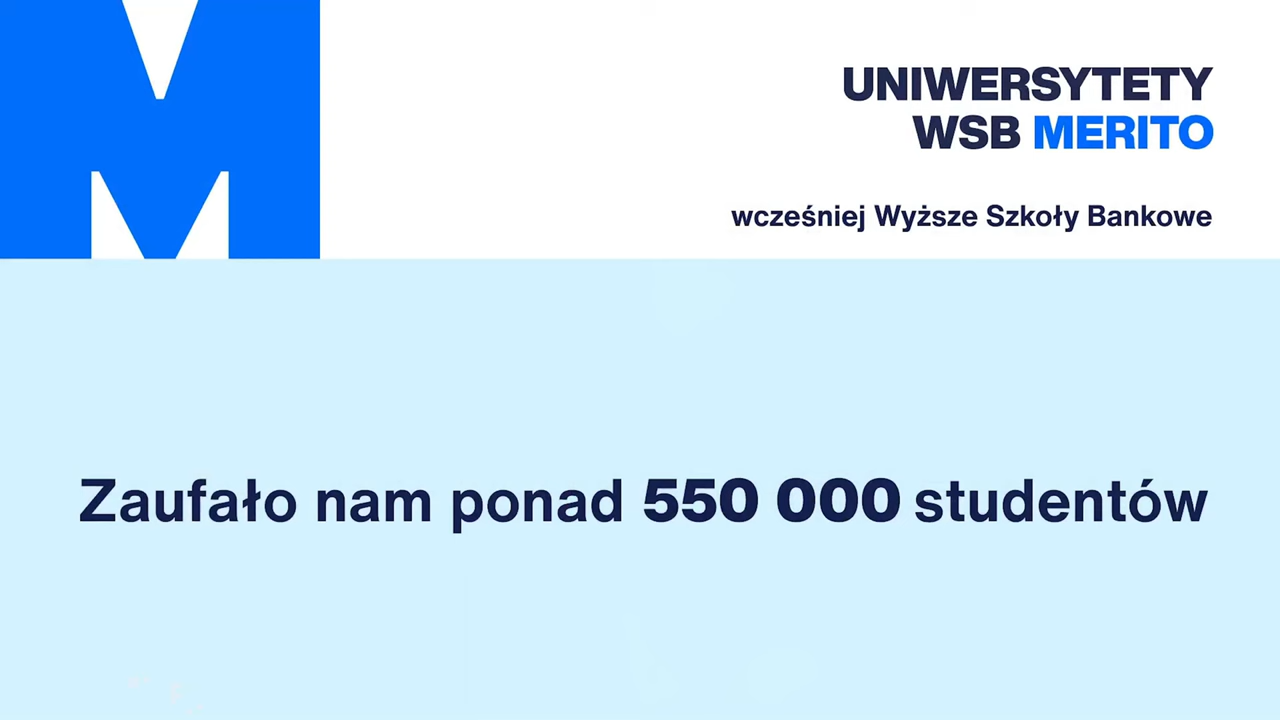 UNIWERSYTETY
WSB MERITO
wcześniej Wyższe Szkoły Bankowe
Zaufało nam ponad 550 000 studentów